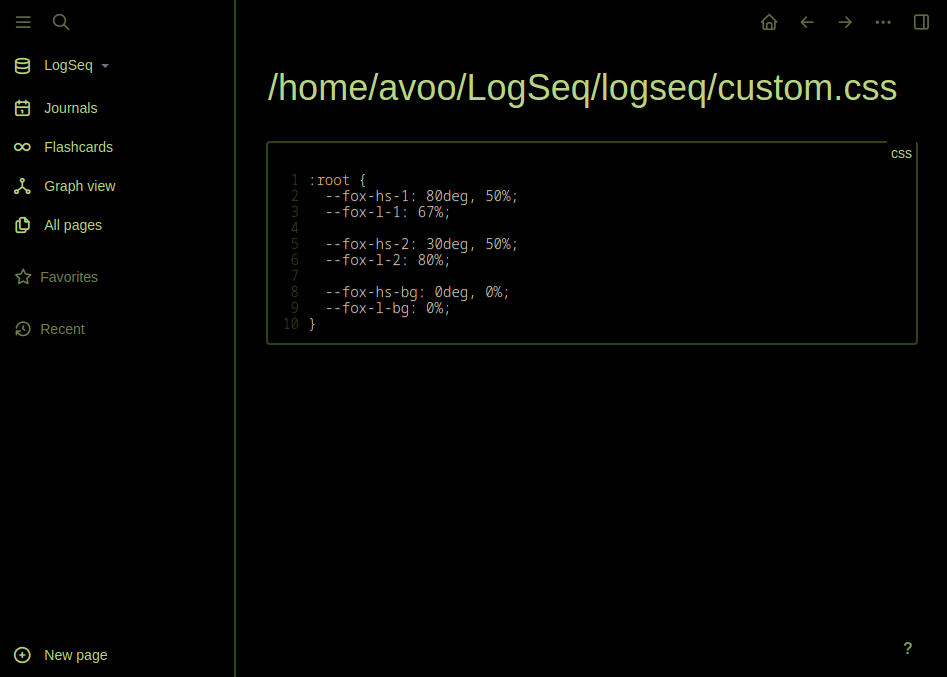 LogSeq
Journals
Flashcards
Graph view
All pages
Favorites
Recent
New page
/home/avoo/LogSeq/logseq/custom.css
css
1 :root {
2   --fox-hs-1: 80deg, 50%;
3   --fox-l-1: 67%;
4
5   --fox-hs-2: 30deg, 50%;
6   --fox-l-2: 80%;
7
8   --fox-hs-bg: 0deg, 0%;
9   --fox-l-bg: 0%;
10 }
?